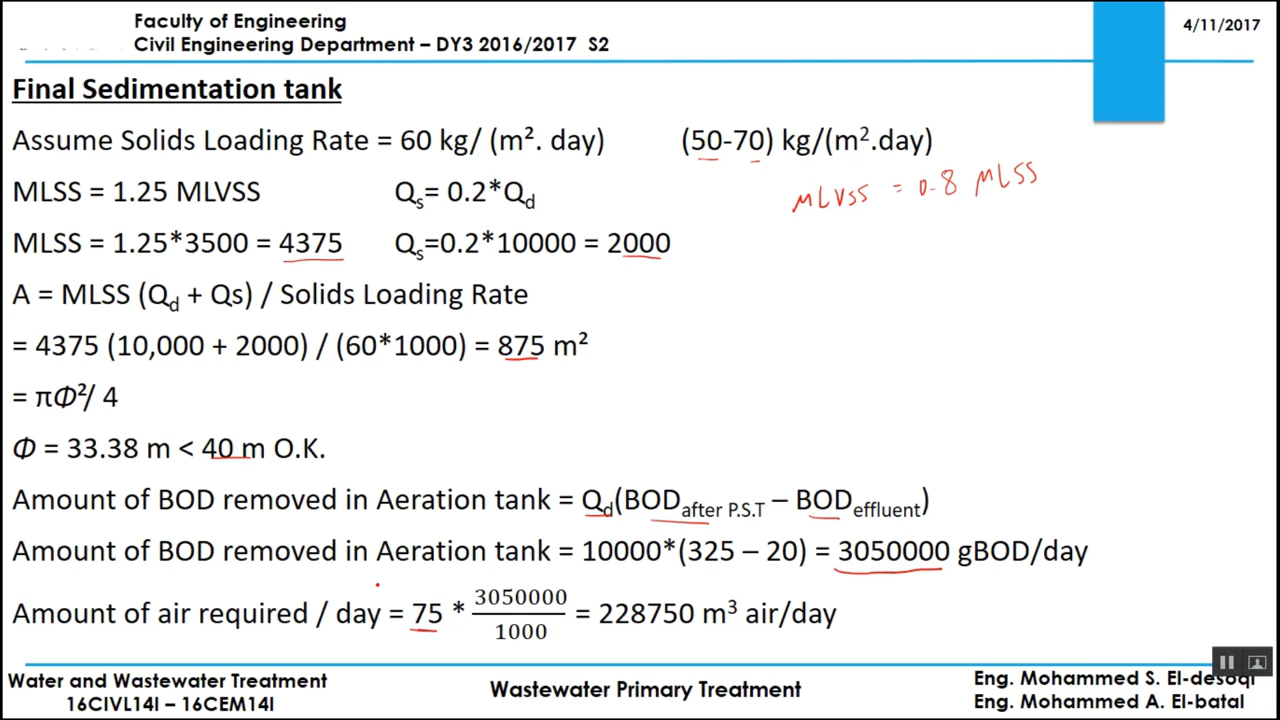 Faculty of Engineering
Civil Engineering Department – DY3 2016/2017 S2
4/11/2017
Final Sedimentation tank
Assume Solids Loading Rate = 60 kg/ (m². day) (50-70) kg/(m².day)
MLSS = 1.25 MLVSS Qs= 0.2*Qd
MLVSS = 0.8 MLSS
MLSS = 1.25*3500 = 4375 Qs=0.2*10000 = 2000
A = MLSS (Qd + Qs) / Solids Loading Rate
= 4375 (10,000 + 2000) / (60*1000) = 875 m²
= πΦ²/ 4
Φ = 33.38 m < 40 m O.K.
Amount of BOD removed in Aeration tank = Qd(BODafter P.S.T – BODeffluent)
Amount of BOD removed in Aeration tank = 10000*(325 – 20) = 3050000 gBOD/day
Amount of air required / day = 75 * 3050000/1000 = 228750 m³ air/day
Water and Wastewater Treatment
16CIVL14I – 16CEM14I
Wastewater Primary Treatment
Eng. Mohammed S. El-desoqi
Eng. Mohammed A. El-batal